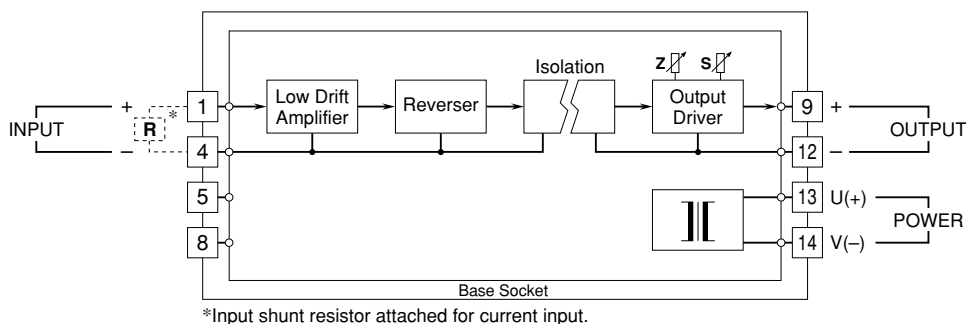 Isolation
Z S
1 Low Drift Amplifier Reverser Output Driver 9 +
+ *
INPUT R OUTPUT
– 4 12 –
5 13 U(+)
POWER
8 14 V(–)
Base Socket
*Input shunt resistor attached for current input.